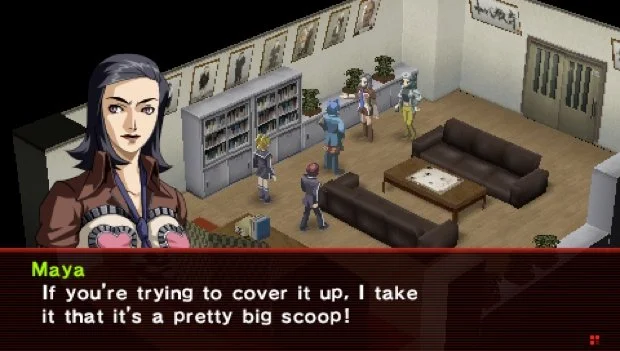 Maya
If you're trying to cover it up, I take
it that it's a pretty big scoop!